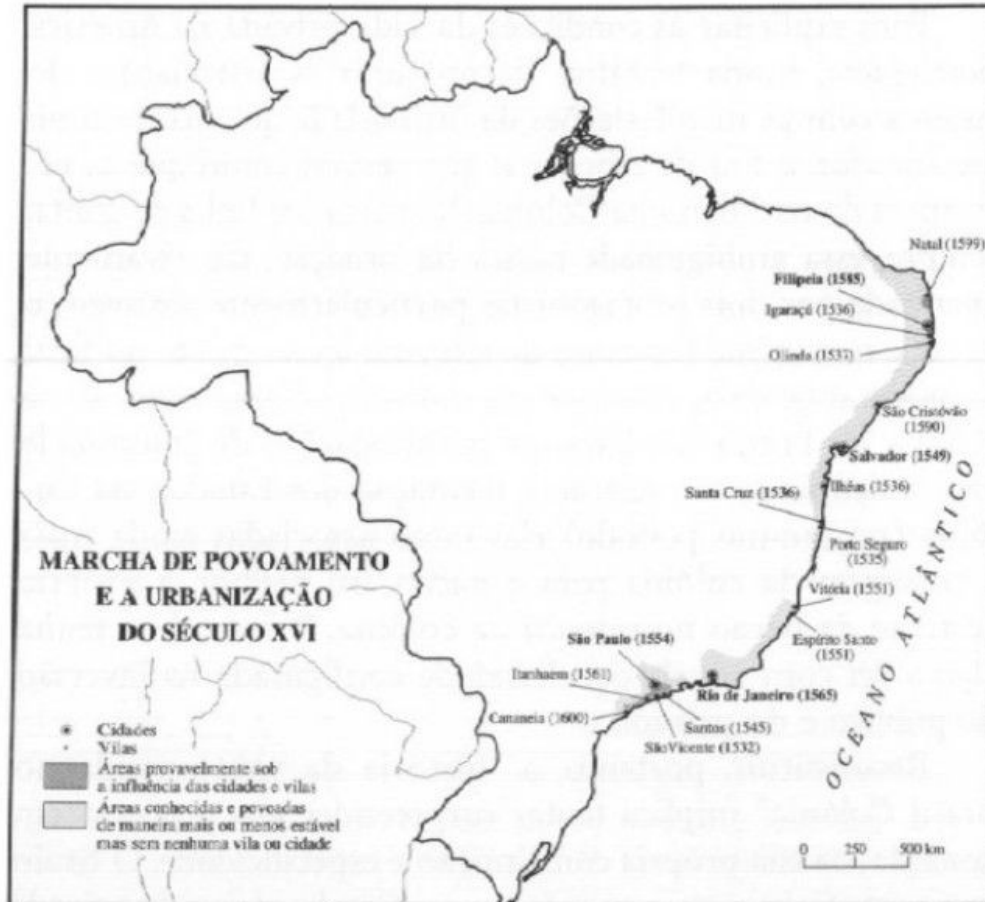 Natal (1599)
Filipeia (1585)
Igaraçú (1536)
Olinda (1537)
São Cristóvão
(1590)
Salvador (1549)
Ilhéus (1536)
Santa Cruz (1536)
Porto Seguro
(1535)
Vitória (1551)
Espírito Santo
(1551)
São Paulo (1554)
Itanhaém (1561)
Rio de Janeiro (1565)
Cananeia (1600)
Santos (1545)
São Vicente (1532)
OCEANO ATLÂNTICO
MARCHA DE POVOAMENTO
E A URBANIZAÇÃO
DO SÉCULO XVI
Cidades
Vilas
Áreas provavelmente sob
a influência das cidades e vilas
Áreas conhecidas e povoadas
de maneira mais ou menos estável
mas sem nenhuma vila ou cidade
0 250 500 km